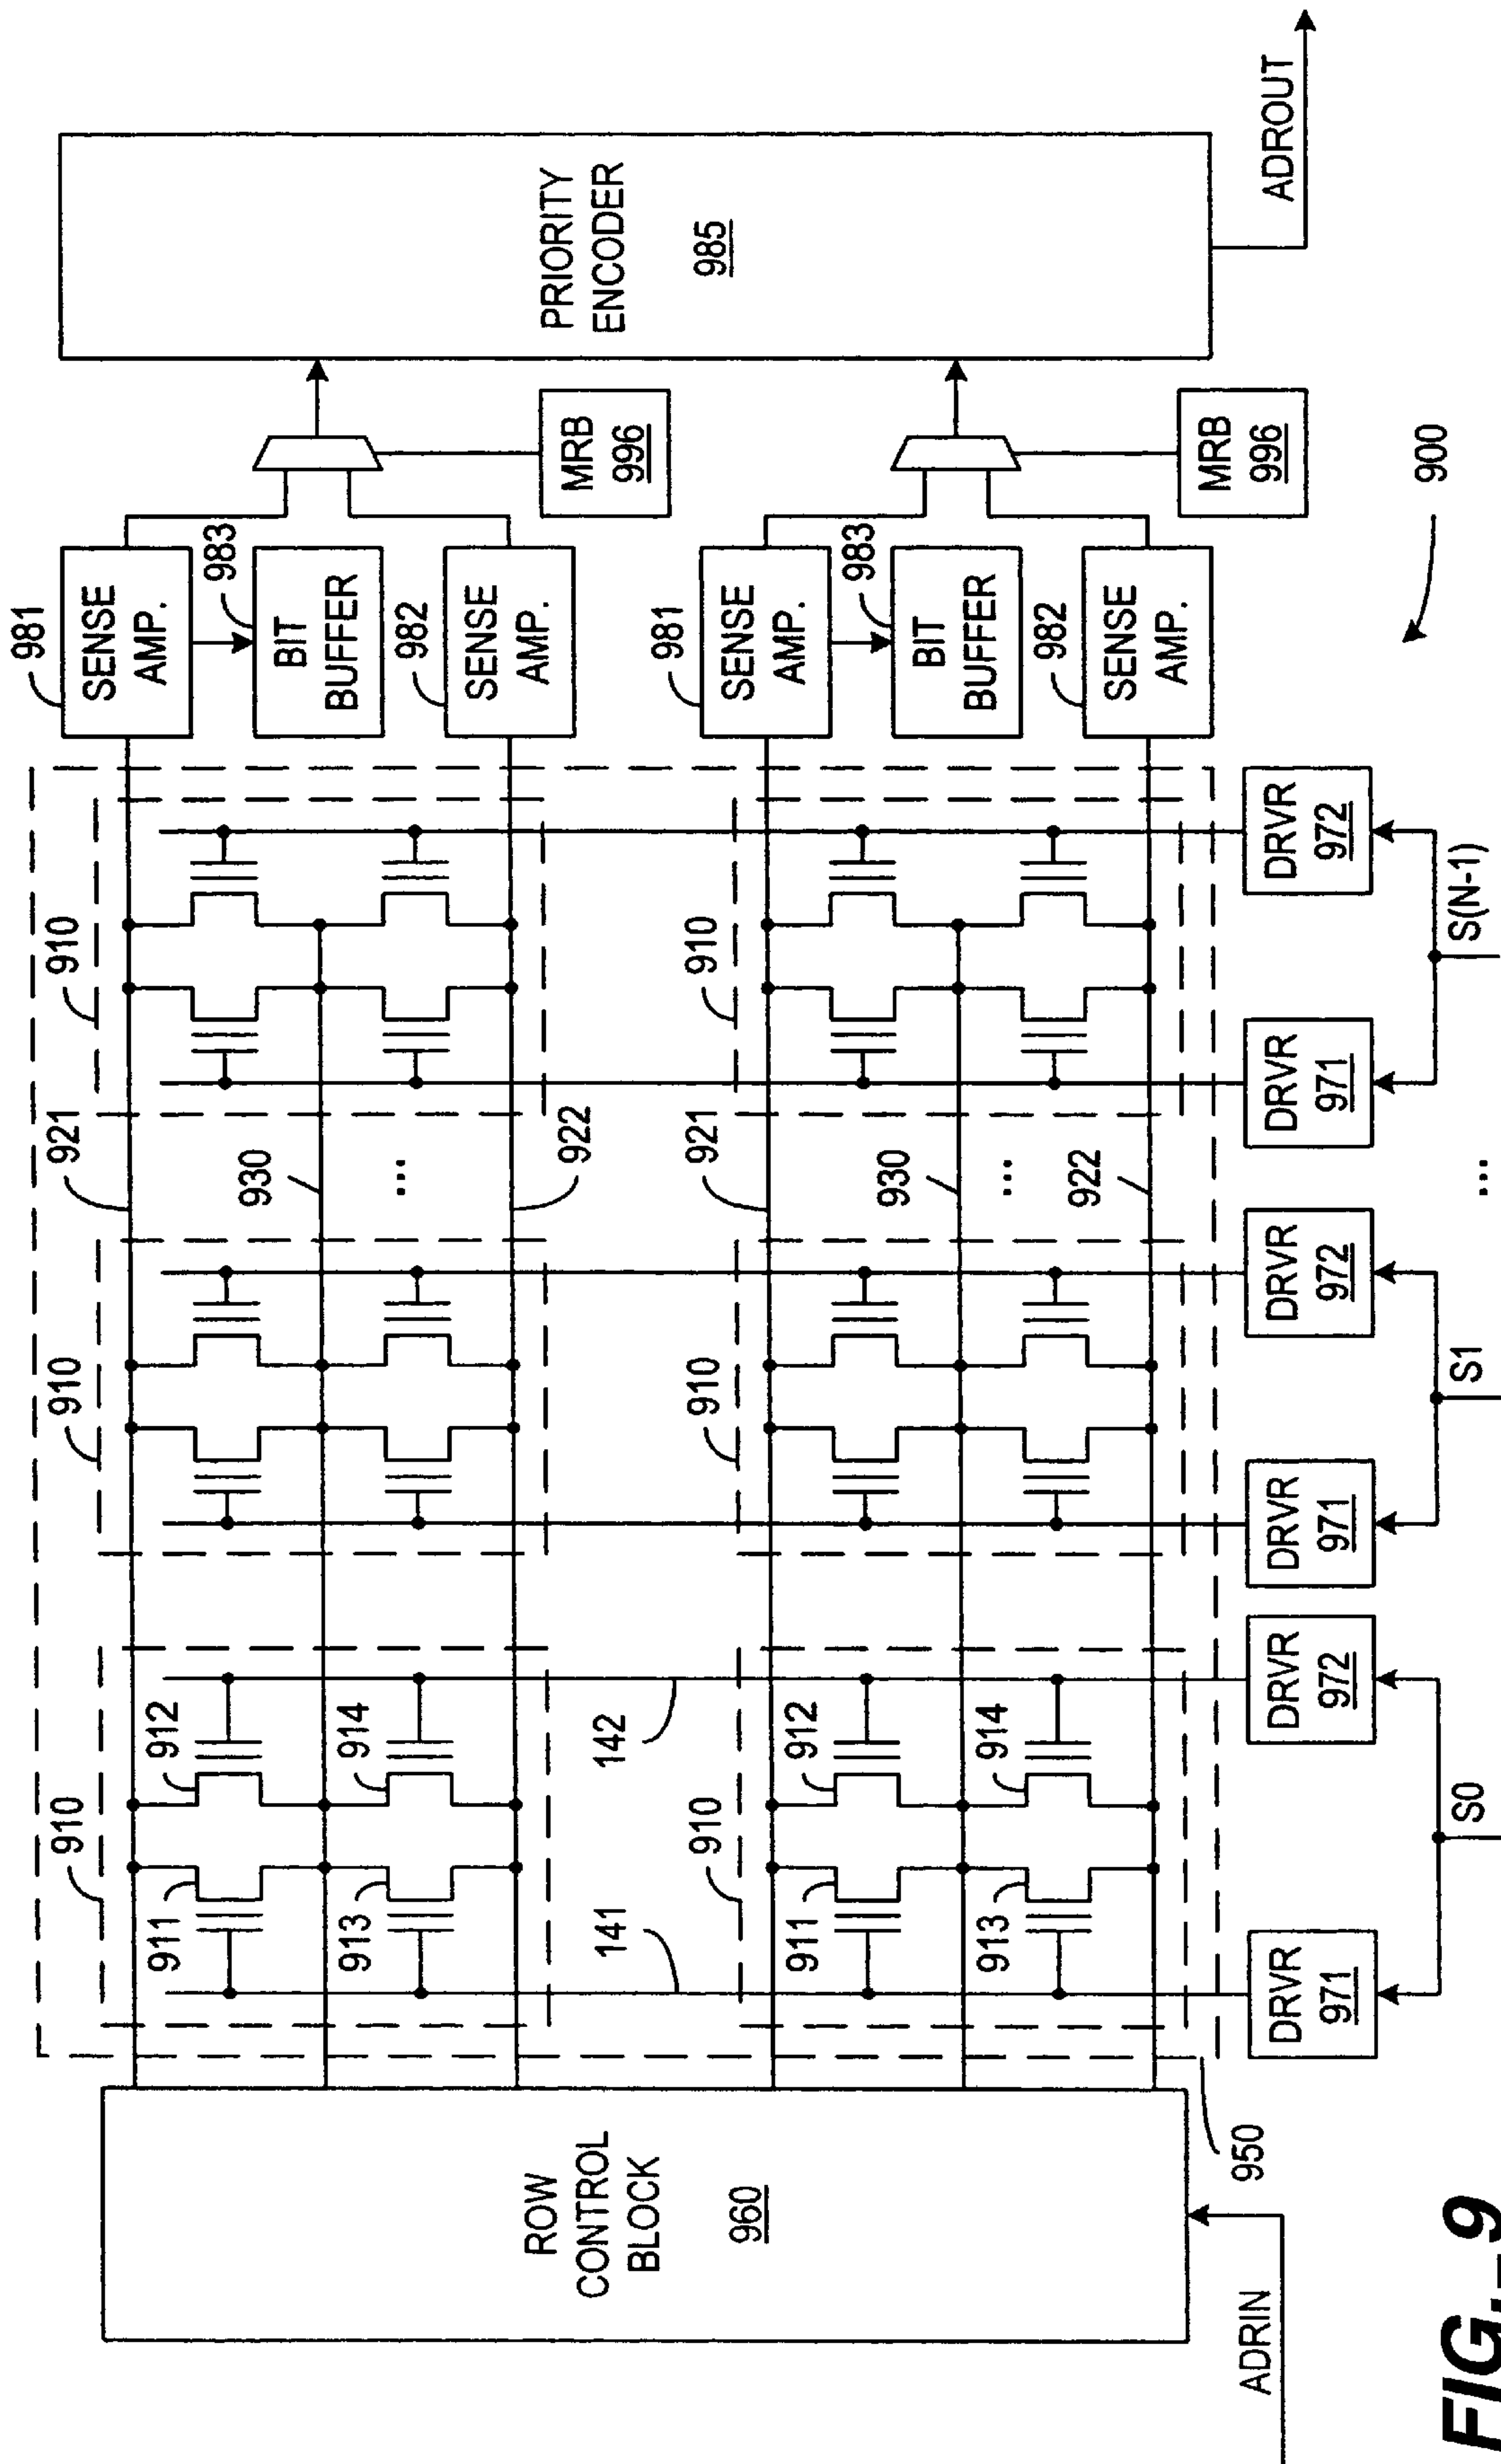 981
SENSE
AMP.
983
BIT
BUFFER
982
SENSE
AMP.
MRB
996
981
SENSE
AMP.
983
BIT
BUFFER
982
SENSE
AMP.
MRB
996
PRIORITY
ENCODER
985
ADROUT
900
ROW
CONTROL
BLOCK
960
ADRIN
950
910
911
912
913
914
910
921
930
...
922
910
141
142
910
911
912
913
914
910
921
930
...
922
910
DRVR
971
DRVR
972
S0
DRVR
971
DRVR
972
S1
...
DRVR
971
DRVR
972
S(N-1)
FIG._9